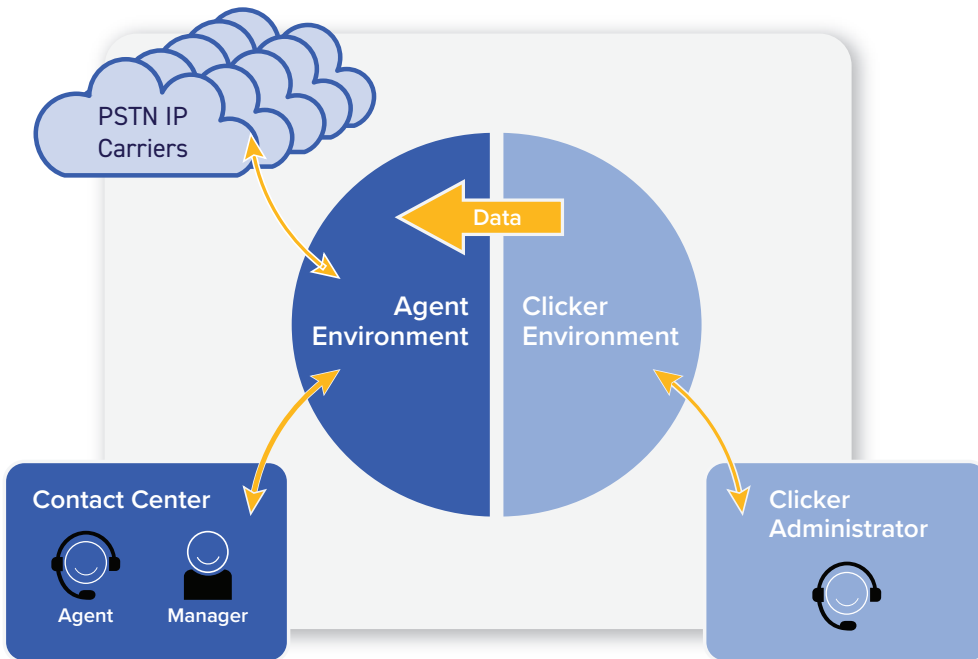 PSTN IP
Carriers
Data
Agent
Environment
Clicker
Environment
Contact Center
Agent
Manager
Clicker
Administrator